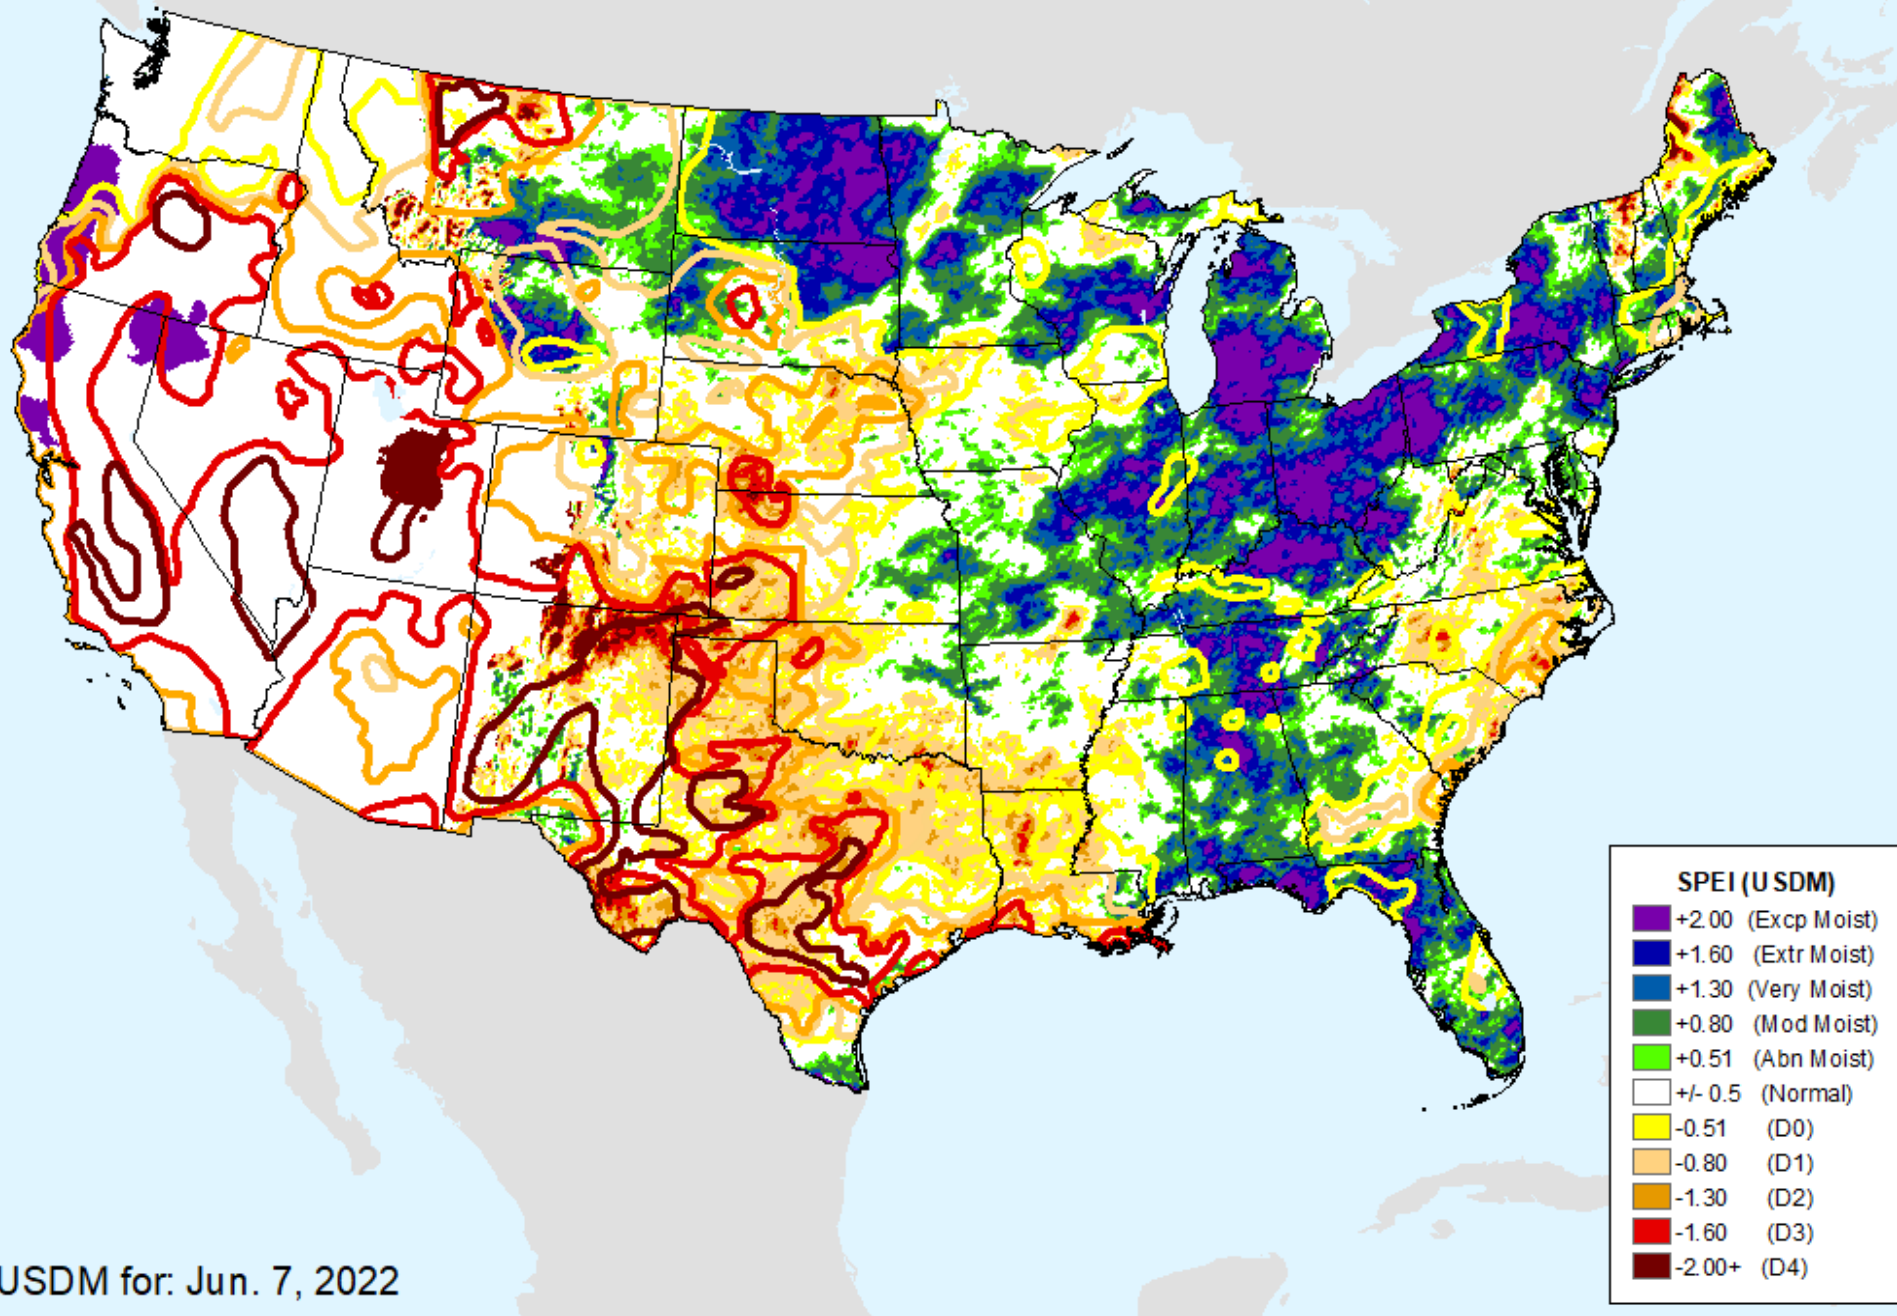 SPEI (USDM)
+2.00 (Excp Moist)
+1.60 (Extr Moist)
+1.30 (Very Moist)
+0.80 (Mod Moist)
+0.51 (Abn Moist)
+/- 0.5 (Normal)
-0.51 (D0)
-0.80 (D1)
-1.30 (D2)
-1.60 (D3)
-2.00+ (D4)
USDM for: Jun. 7, 2022